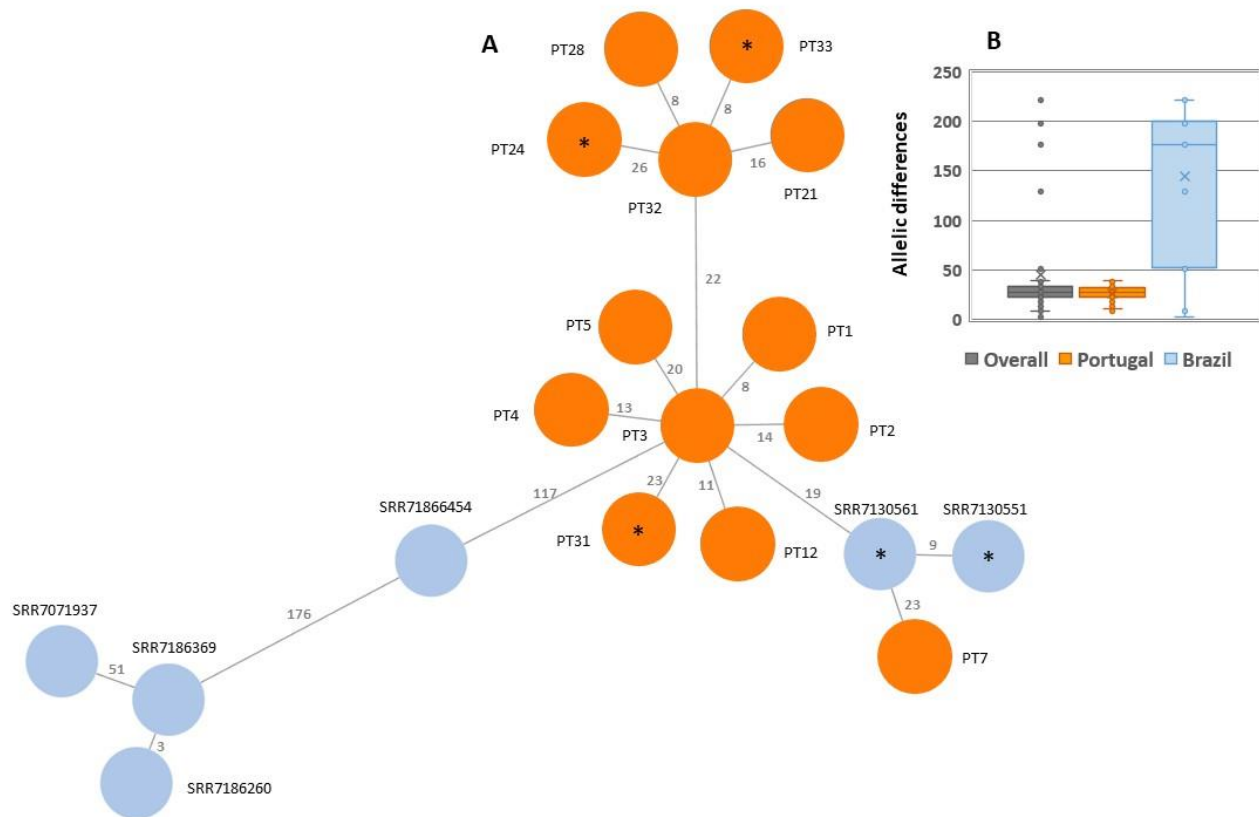 A
B
PT28
*
PT33
8
8
PT24
*
26
16
PT32
PT21
22
PT5
PT1
20
8
PT4
13
PT3
14
PT2
117
23
11
19
SRR71866454
PT31
*
PT12
SRR7130561
SRR7130551
*
9
*
23
PT7
176
SRR7071937
SRR7186369
51
3
SRR7186260
Allelic differences
250
200
150
100
50
0
Overall Portugal Brazil